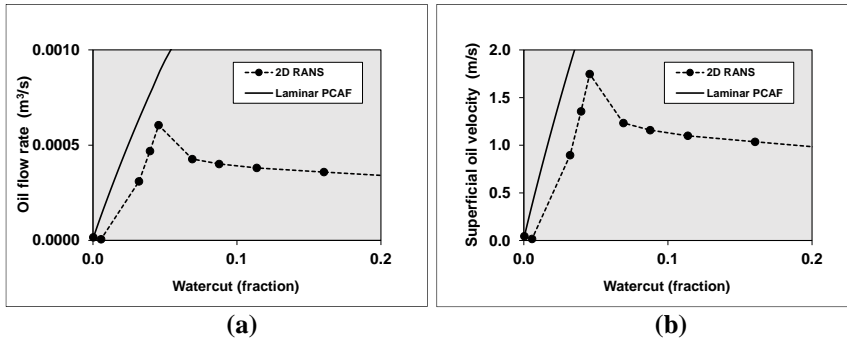 0.0010
0.0005
0.0000
Oil flow rate (m³/s)
2D RANS
Laminar PCAF
0.0
0.1
0.2
Watercut (fraction)
(a)
2.0
1.5
1.0
0.5
0.0
Superficial oil velocity (m/s)
2D RANS
Laminar PCAF
0.0
0.1
0.2
Watercut (fraction)
(b)